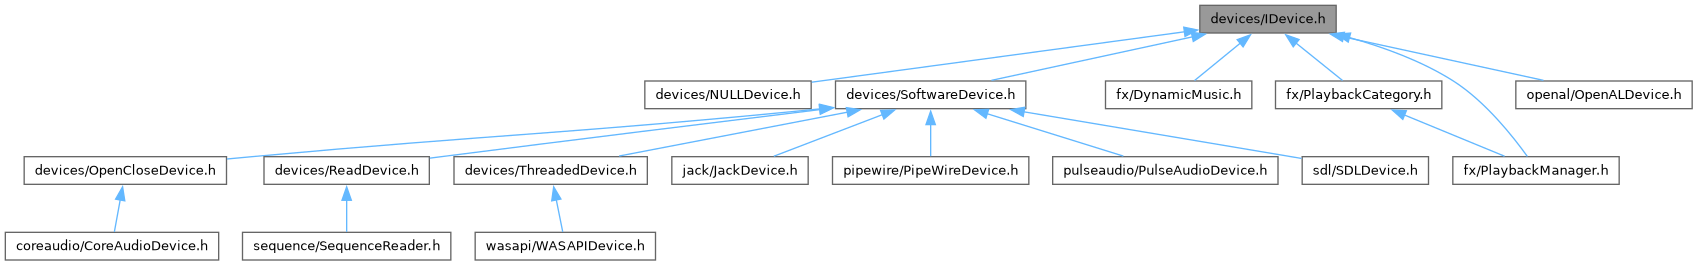 devices/IDevice.h
devices/NULLDevice.h
devices/SoftwareDevice.h
fx/DynamicMusic.h
fx/PlaybackCategory.h
openal/OpenALDevice.h
devices/OpenCloseDevice.h
devices/ReadDevice.h
devices/ThreadedDevice.h
jack/JackDevice.h
pipewire/PipeWireDevice.h
pulseaudio/PulseAudioDevice.h
sdl/SDLDevice.h
fx/PlaybackManager.h
coreaudio/CoreAudioDevice.h
sequence/SequenceReader.h
wasapi/WASAPIDevice.h